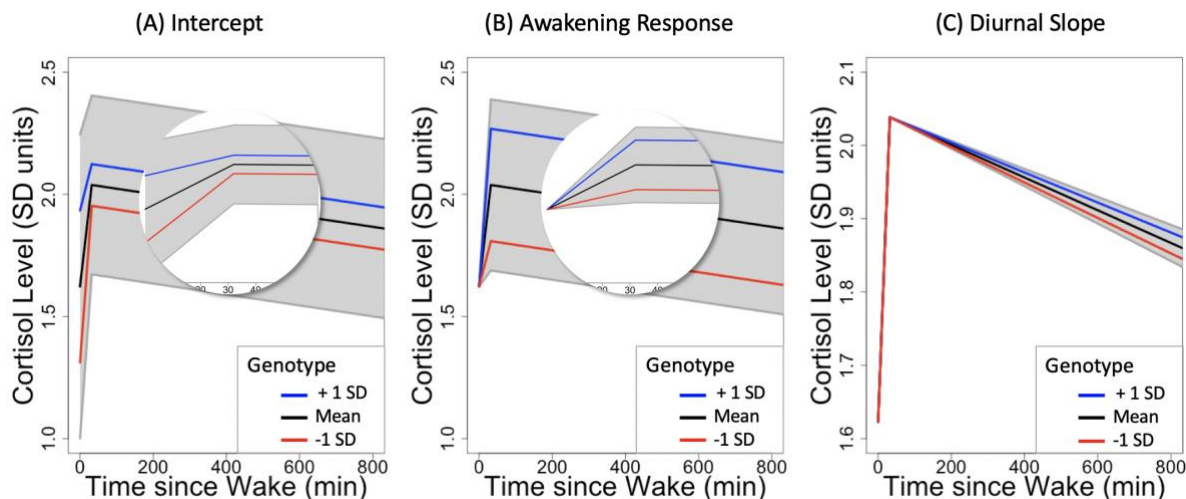 (A) Intercept
Cortisol Level (SD units)
2.5
2.0
1.5
1.0
30
Genotype
+ 1 SD
Mean
-1 SD
0 200 400 600 800
Time since Wake (min)
(B) Awakening Response
Cortisol Level (SD units)
2.5
2.0
1.5
1.0
30
Genotype
+ 1 SD
Mean
-1 SD
0 200 400 600 800
Time since Wake (min)
(C) Diurnal Slope
Cortisol Level (SD units)
2.1
2.0
1.9
1.8
1.7
1.6
Genotype
+ 1 SD
Mean
-1 SD
0 200 400 600 800
Time since Wake (min)